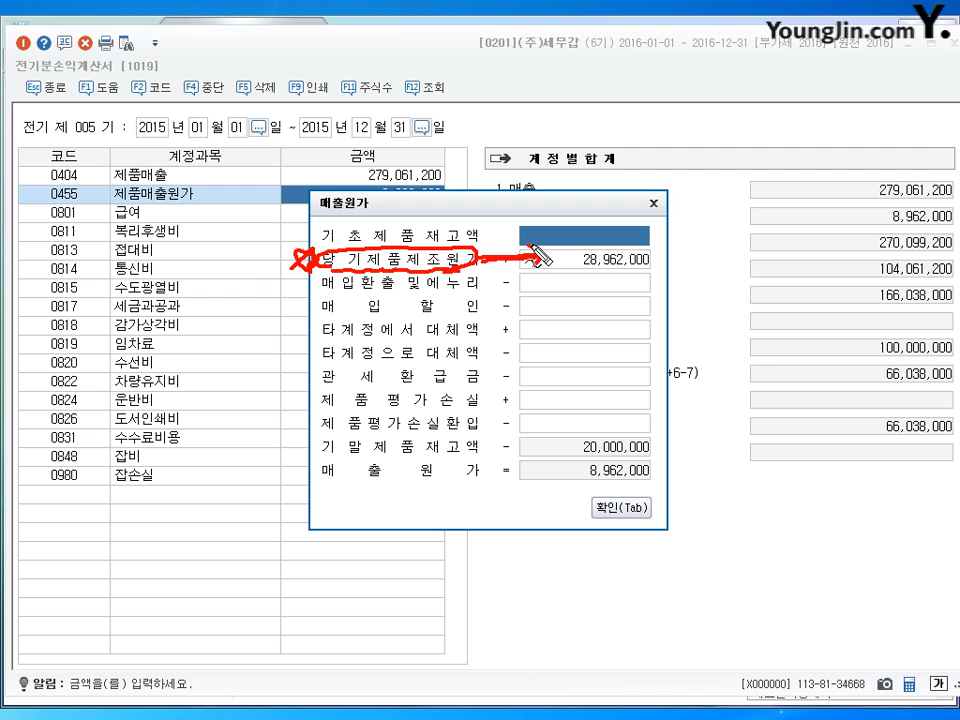 Younglin.com Y.
[0201](주)세무갑 (6기) 2016-01-01 ~ 2016-12-31 [부가세 2016] [원천 2016]
전기분손익계산서 [1019]
Esc 종료 F1 도움 F2 코드 F4 중단 F5 삭제 F9 인쇄 F11 주식수 F12 조회
전기 제 005 기 : 2015 년 01 월 01 일 ~ 2015 년 12 월 31 일
코드 계정과목 금액
계정별합계
0404 제품매출 279,061,200
1. 매출 279,061,200
0455 제품매출원가
0801 급여
0811 복리후생비
0813 접대비
0814 통신비
0815 수도광열비
0817 세금과공과
0818 감가상각비
0819 임차료
0820 수선비
0822 차량유지비
0824 운반비
0826 도서인쇄비
0831 수수료비용
0848 잡비
0980 잡손실
매출원가 x
기초제품재고액
당기제품제조원가 + 28,962,000
매입환출및에누리 -
매입할인 -
타계정에서대체액 +
타계정으로대체액 -
관세환급금 -
제품평가손실 +
제품평가손실환입 -
기말제품재고액 - 20,000,000
매출원가 = 8,962,000
확인(Tab)
8,962,000
270,099,200
104,061,200
166,038,000
100,000,000
+6-7) 66,038,000
66,038,000
알림 : 금액을(를) 입력하세요.
[X000000] 113-81-34668 가